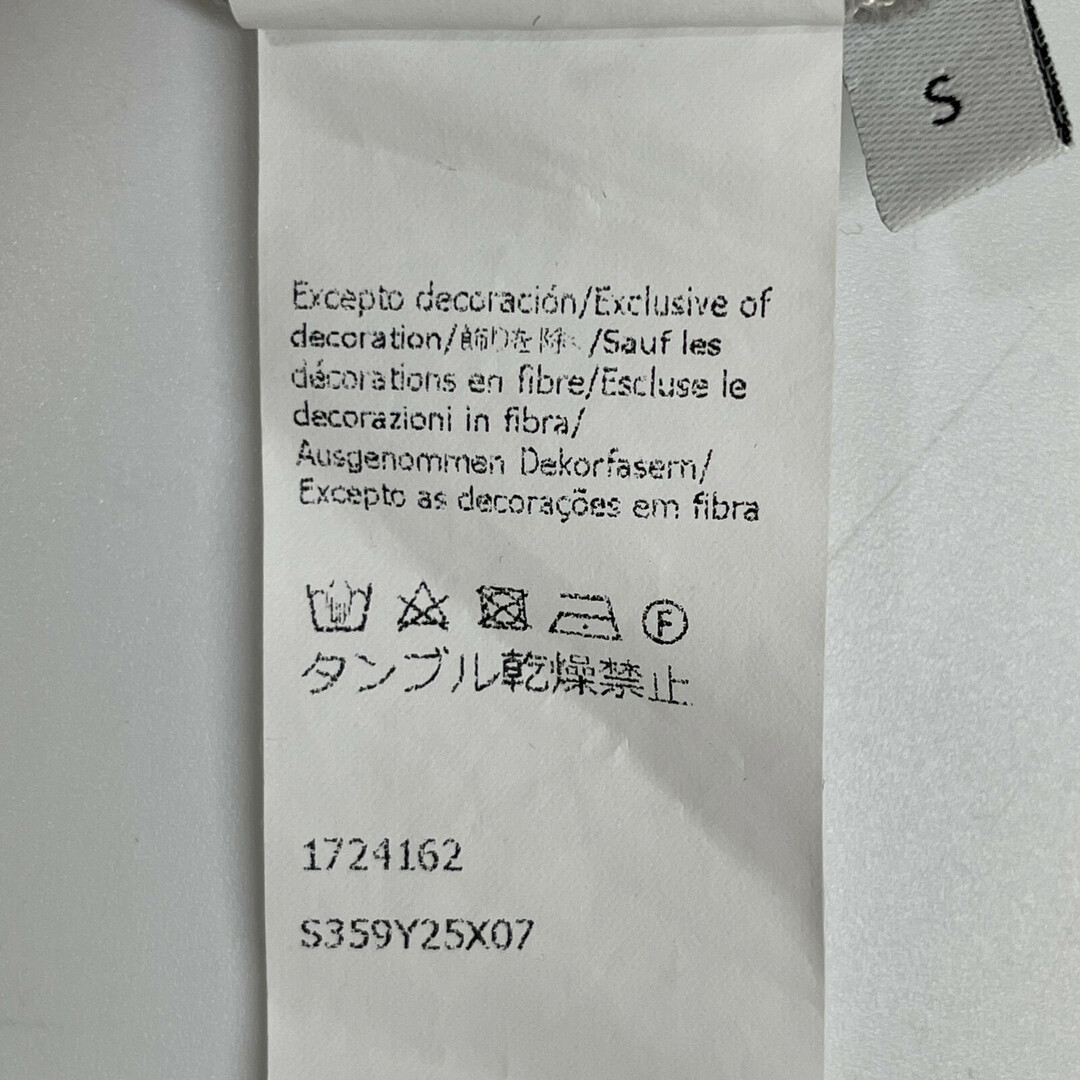 S
Excepto decoración/Exclusive of
decoration/飾りを除く/Sauf les
décorations en fibre/Escluse le
decorazioni in fibra/
Ausgenommen Dekorfasern/
Excepto as decorações em fibra
F
タンブル乾燥禁止
1724162
S359Y25X07